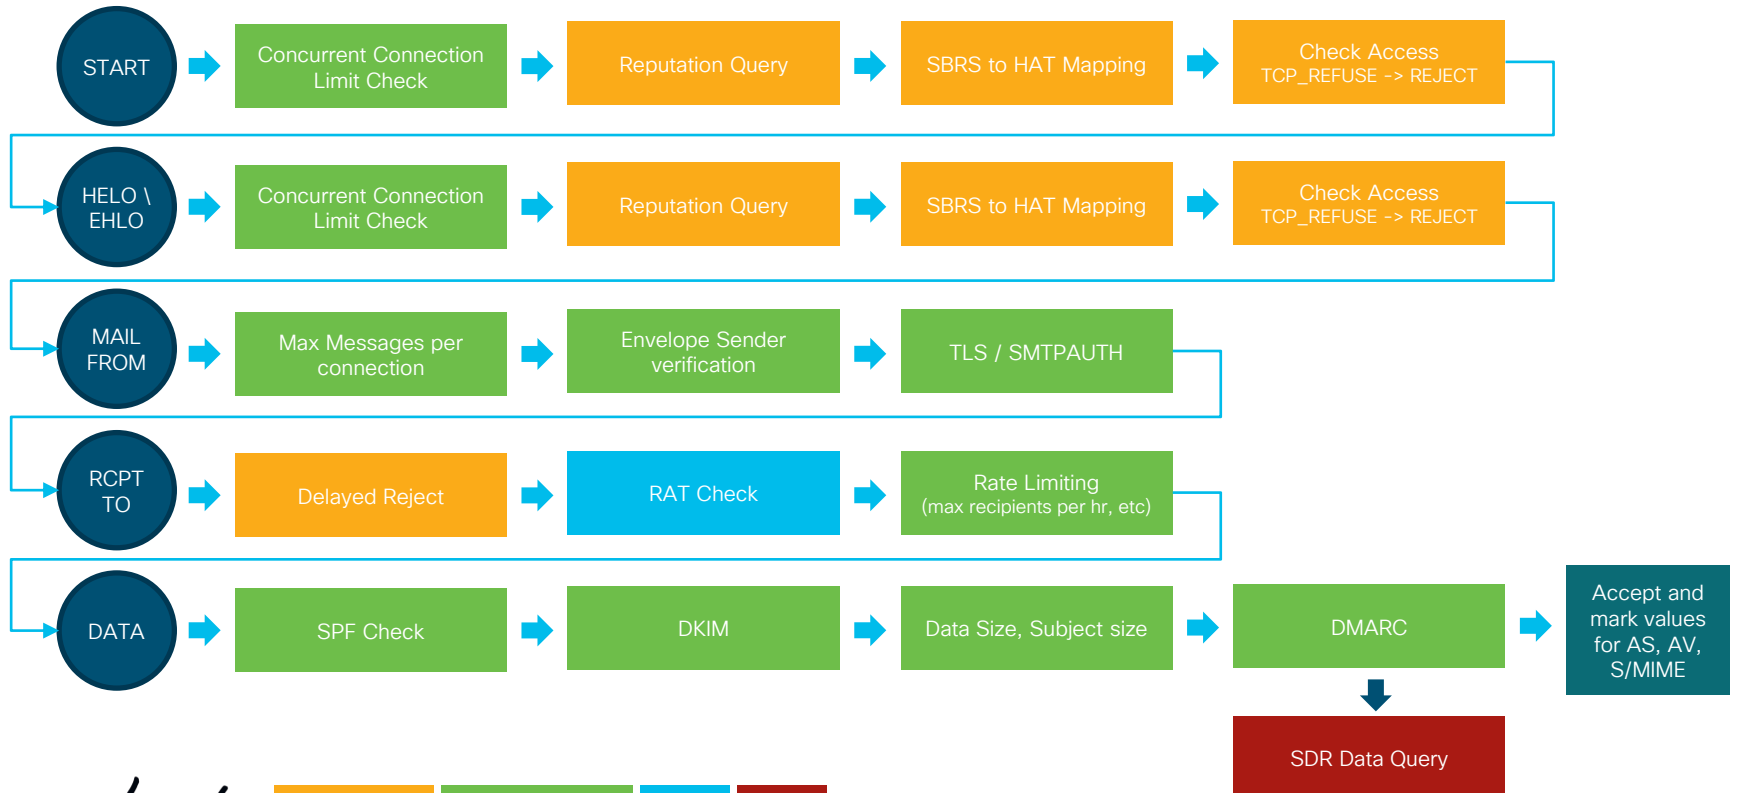 START
Concurrent Connection
Limit Check
Reputation Query
SBRS to HAT Mapping
Check Access
TCP_REFUSE -> REJECT
HELO \
EHLO
Concurrent Connection
Limit Check
Reputation Query
SBRS to HAT Mapping
Check Access
TCP_REFUSE -> REJECT
MAIL
FROM
Max Messages per
connection
Envelope Sender
verification
TLS / SMTPAUTH
RCPT
TO
Delayed Reject
RAT Check
Rate Limiting
(max recipients per hr, etc)
DATA
SPF Check
DKIM
Data Size, Subject size
DMARC
Accept and
mark values
for AS, AV,
S/MIME
SDR Data Query